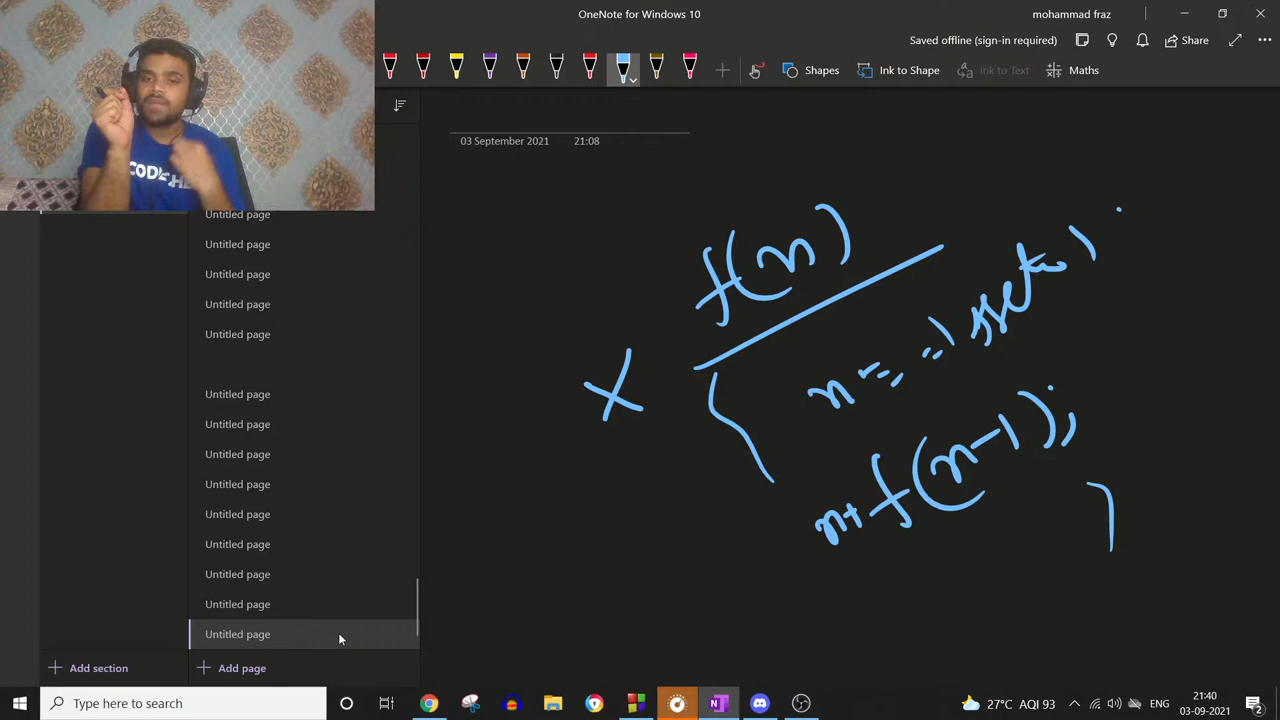 OneNote for Windows 10
mohammad fraz
Saved offline (sign-in required)
Share
Shapes
Ink to Shape
Ink to Text
Maths
03 September 2021 21:08
CODE HE
Untitled page
Untitled page
Untitled page
Untitled page
Untitled page
Untitled page
Untitled page
Untitled page
Untitled page
Untitled page
Untitled page
Untitled page
Untitled page
Untitled page
f(n)
X
n==
n+f(n-1);
Add section
Add page
Type here to search
27°C AQI 93
ENG
21:40
03-09-2021
2